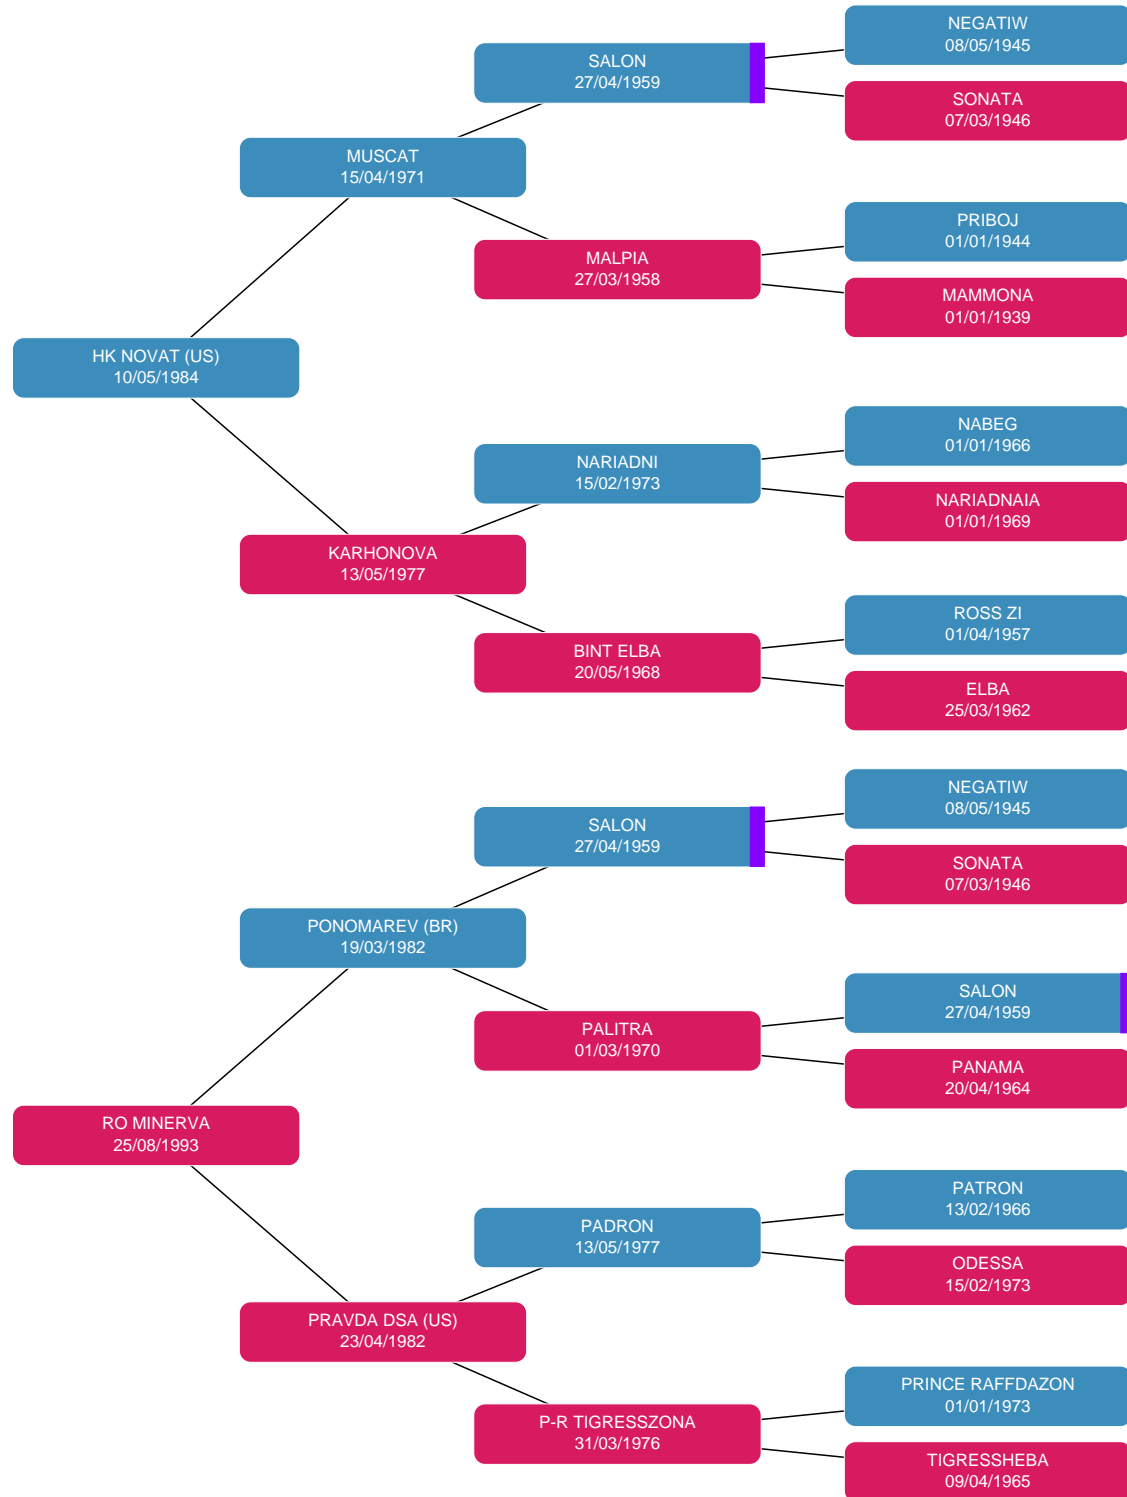 NEGATIW
08/05/1945
SALON
27/04/1959
SONATA
07/03/1946
MUSCAT
15/04/1971
PRIBOJ
01/01/1944
MALPIA
27/03/1958
MAMMONA
01/01/1939
HK NOVAT (US)
10/05/1984
NABEG
01/01/1966
NARIADNI
15/02/1973
NARIADNAIA
01/01/1969
KARHONOVA
13/05/1977
ROSS ZI
01/04/1957
BINT ELBA
20/05/1968
ELBA
25/03/1962
NEGATIW
08/05/1945
SALON
27/04/1959
SONATA
07/03/1946
PONOMAREV (BR)
19/03/1982
SALON
27/04/1959
PALITRA
01/03/1970
PANAMA
20/04/1964
RO MINERVA
25/08/1993
PATRON
13/02/1966
PADRON
13/05/1977
ODESSA
15/02/1973
PRAVDA DSA (US)
23/04/1982
PRINCE RAFFDAZON
01/01/1973
P-R TIGRESSZONA
31/03/1976
TIGRESSHEBA
09/04/1965